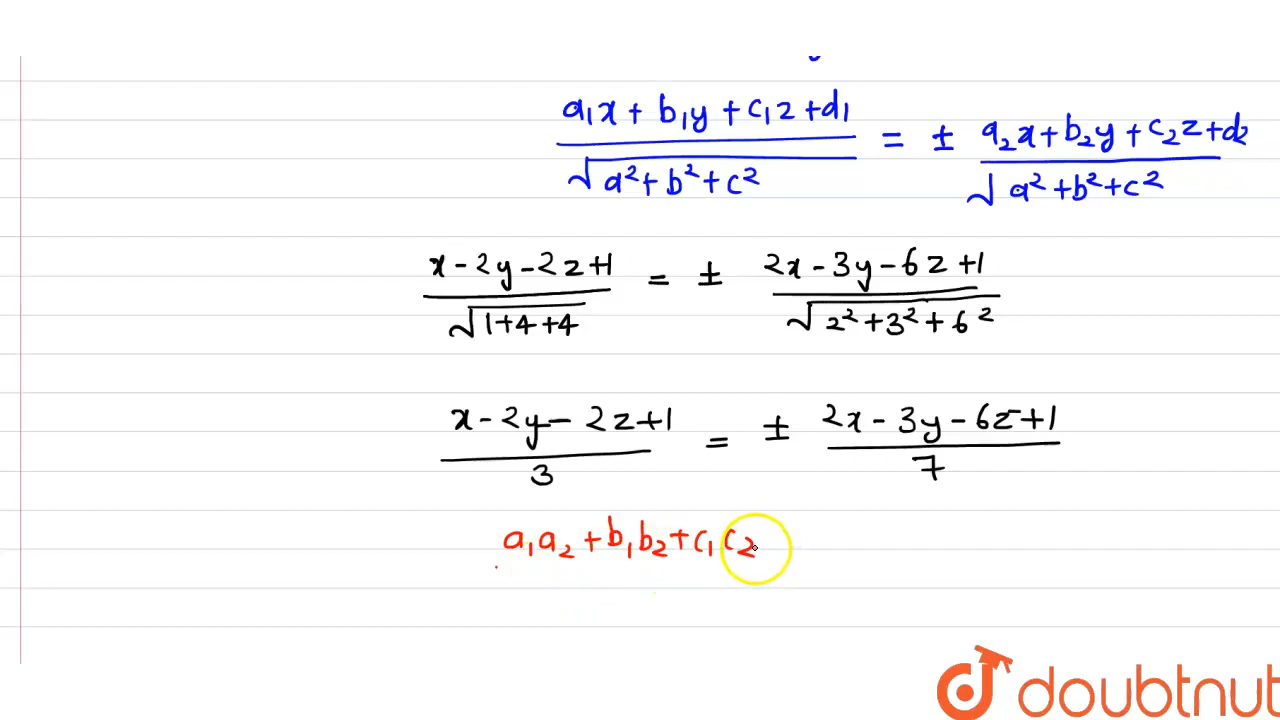 a₁x + b₁y + c₁z + d₁ / √a² + b² + c² = ± a₂x + b₂y + c₂z + d₂ / √a² + b² + c²
x - 2y - 2z + 1 / √1 + 4 + 4 = ± 2x - 3y - 6z + 1 / √2² + 3² + 6²
x - 2y - 2z + 1 / 3 = ± 2x - 3y - 6z + 1 / 7
a₁a₂ + b₁b₂ + c₁c₂
doubtnut